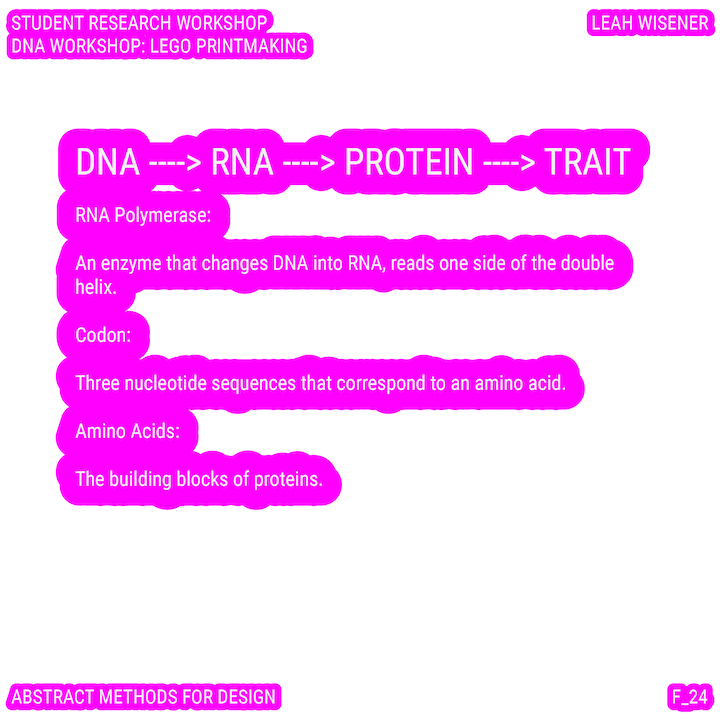 STUDENT RESEARCH WORKSHOP
DNA WORKSHOP: LEGO PRINTMAKING
LEAH WISENER
DNA ----> RNA ----> PROTEIN ----> TRAIT
RNA Polymerase:
An enzyme that changes DNA into RNA, reads one side of the double
helix.
Codon:
Three nucleotide sequences that correspond to an amino acid.
Amino Acids:
The building blocks of proteins.
ABSTRACT METHODS FOR DESIGN
F_24